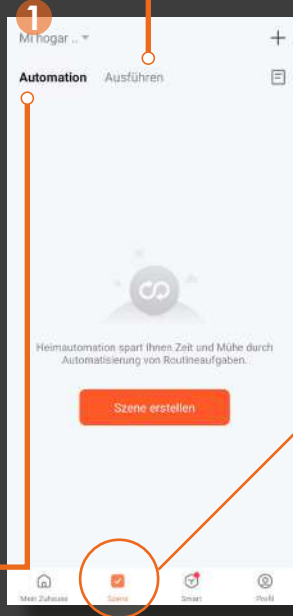 1
Mi hogar .. ▾
Automation Ausführen
Heimautomation spart Ihnen Zeit und Mühe durch
Automatisierung von Routineaufgaben.
Szene erstellen
Mein Zuhause Szene Smart Profil